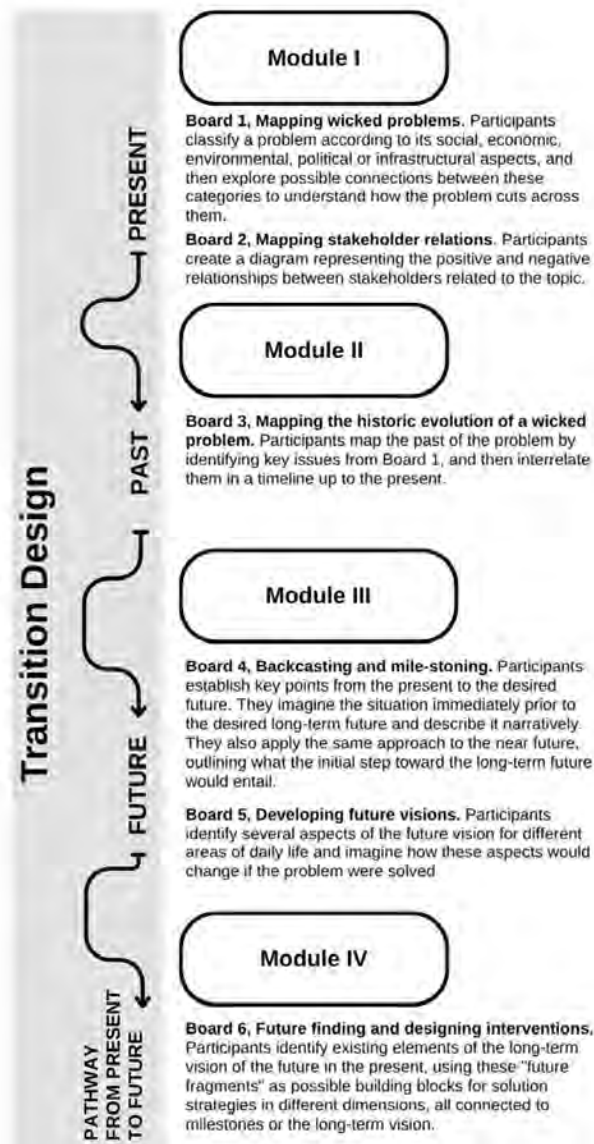 Transition Design
PRESENT
Module I
Board 1, Mapping wicked problems. Participants
classify a problem according to its social, economic,
environmental, political or infrastructural aspects, and
then explore possible connections between these
categories to understand how the problem cuts across
them.
Board 2, Mapping stakeholder relations. Participants
create a diagram representing the positive and negative
relationships between stakeholders related to the topic.
PAST
Module II
Board 3, Mapping the historic evolution of a wicked
problem. Participants map the past of the problem by
identifying key issues from Board 1, and then interrelate
them in a timeline up to the present.
FUTURE
Module III
Board 4, Backcasting and mile-stoning. Participants
establish key points from the present to the desired
future. They imagine the situation immediately prior to
the desired long-term future and describe it narratively.
They also apply the same approach to the near future,
outlining what the initial step toward the long-term future
would entail.
Board 5, Developing future visions. Participants
identify several aspects of the future vision for different
areas of daily life and imagine how these aspects would
change if the problem were solved
PATHWAY
FROM PRESENT
TO FUTURE
Module IV
Board 6, Future finding and designing interventions.
Participants identify existing elements of the long-term
vision of the future in the present, using these "future
fragments" as possible building blocks for solution
strategies in different dimensions, all connected to
milestones or the long-term vision.